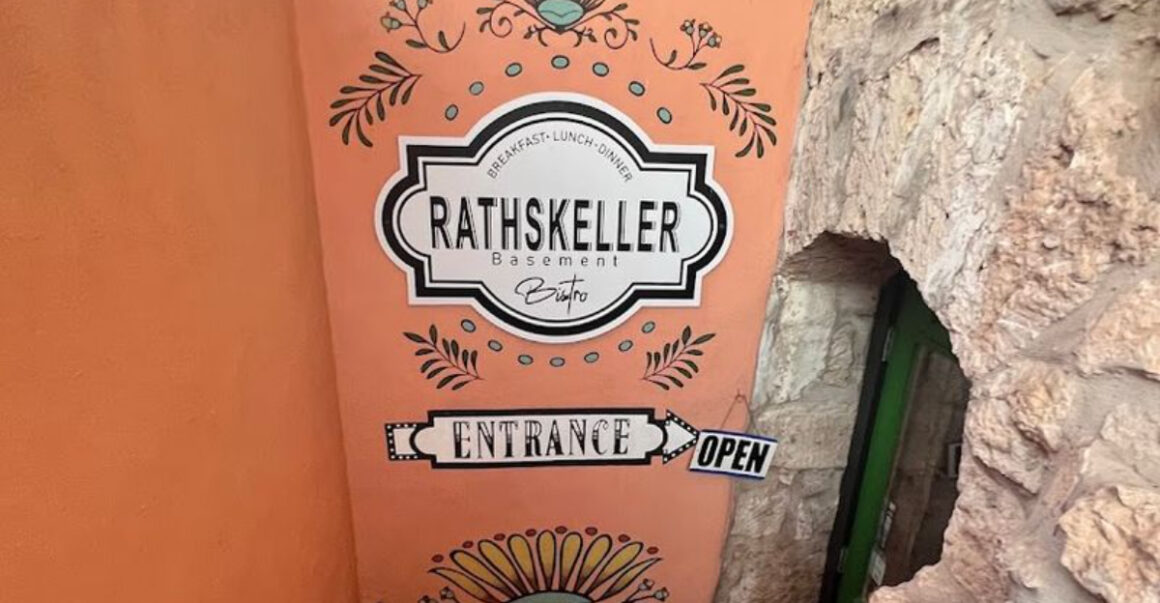 BREAKFAST • LUNCH • DINNER
RATHSKELLER
Basement
Bistro
ENTRANCE
OPEN